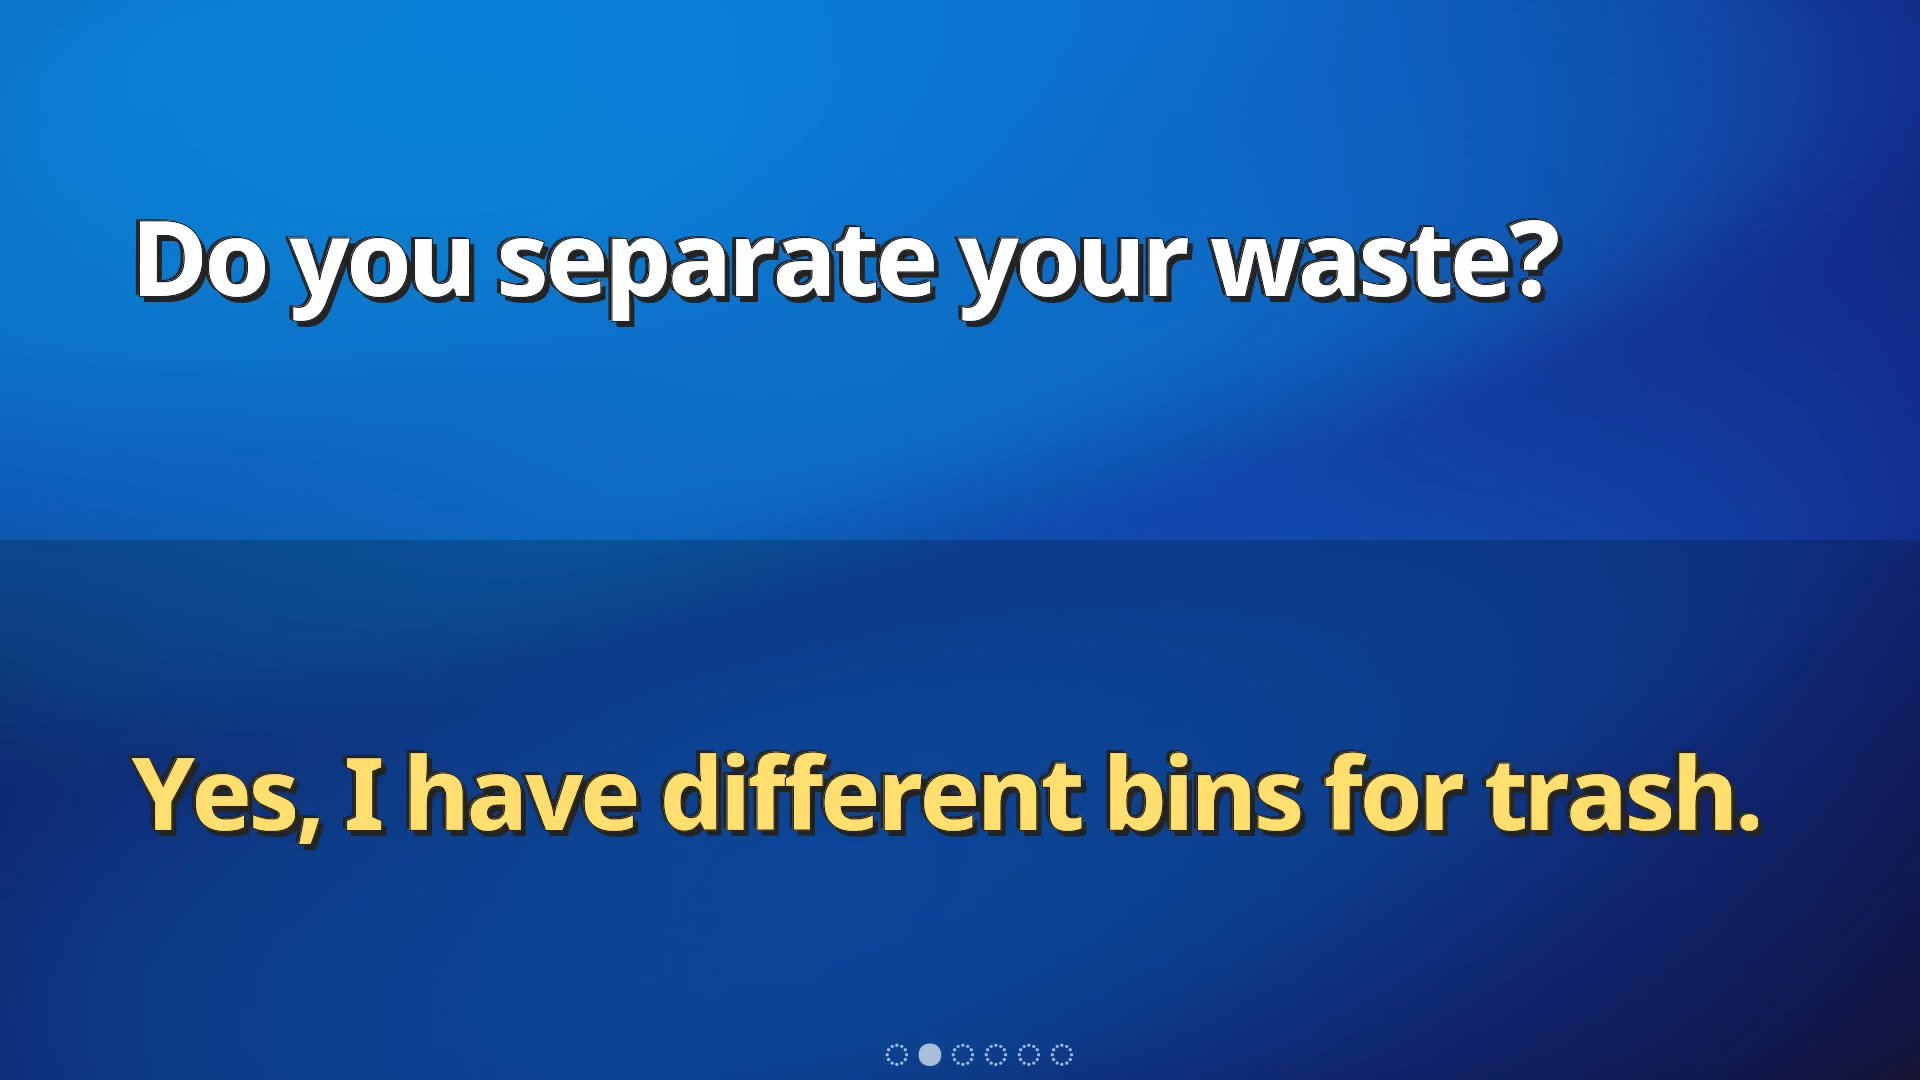 Do you separate your waste?
Yes, I have different bins for trash.